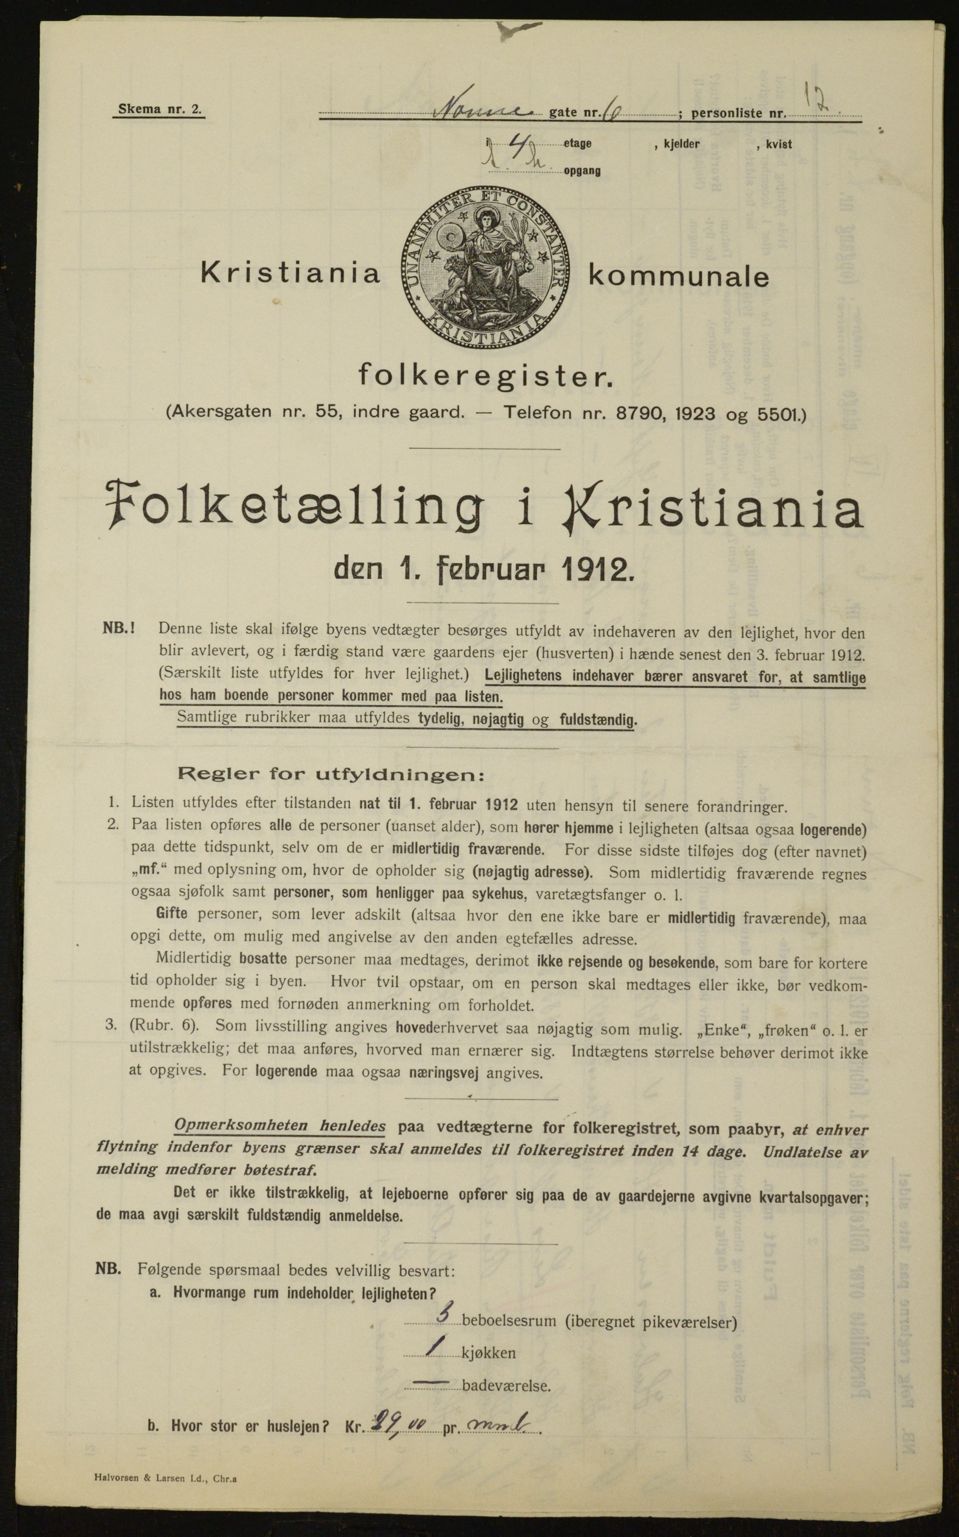 Skema nr. 2.
Nonne gate nr. 6 ; personliste nr. 12.
i 4 etage , kjelder , kvist
opgang
UNANIMITER ET CONSTANTER
KRISTIANIA
Kristiania kommunale
folkeregister.
(Akersgaten nr. 55, indre gaard. — Telefon nr. 8790, 1923 og 5501.)
Folketælling i Kristiania
den 1. februar 1912.
NB.! Denne liste skal ifølge byens vedtægter besørges utfyldt av indehaveren av den lejlighet, hvor den
blir avlevert, og i færdig stand være gaardens ejer (husverten) i hænde senest den 3. februar 1912.
(Særskilt liste utfyldes for hver lejlighet.) Lejlighetens indehaver bærer ansvaret for, at samtlige
hos ham boende personer kommer med paa listen.
Samtlige rubrikker maa utfyldes tydelig, nøjagtig og fuldstændig.
Regler for utfyldningen:
1. Listen utfyldes efter tilstanden nat til 1. februar 1912 uten hensyn til senere forandringer.
2. Paa listen opføres alle de personer (uanset alder), som hører hjemme i lejligheten (altsaa ogsaa logerende)
paa dette tidspunkt, selv om de er midlertidig fraværende. For disse sidste tilføjes dog (efter navnet)
„mf.“ med oplysning om, hvor de opholder sig (nøjagtig adresse). Som midlertidig fraværende regnes
ogsaa sjøfolk samt personer, som henligger paa sykehus, varetægtsfanger o. l.
Gifte personer, som lever adskilt (altsaa hvor den ene ikke bare er midlertidig fraværende), maa
opgi dette, om mulig med angivelse av den anden egtefælles adresse.
Midlertidig bosatte personer maa medtages, derimot ikke rejsende og besøkende, som bare for kortere
tid opholder sig i byen. Hvor tvil opstaar, om en person skal medtages eller ikke, bør vedkom-
mende opføres med fornøden anmerkning om forholdet.
3. (Rubr. 6). Som livsstilling angives hovederhvervet saa nøjagtig som mulig. „Enke“, „frøken“ o. l. er
utilstrækkelig; det maa anføres, hvorved man ernærer sig. Indtægtens størrelse behøver derimot ikke
at opgives. For logerende maa ogsaa næringsvej angives.
Opmerksomheten henledes paa vedtægterne for folkeregistret, som paabyr, at enhver
flytning indenfor byens grænser skal anmeldes til folkeregistret inden 14 dage. Undlatelse av
melding medfører bøtestraf.
Det er ikke tilstrækkelig, at lejeboerne opfører sig paa de av gaardejerne avgivne kvartalsopgaver;
de maa avgi særskilt fuldstændig anmeldelse.
NB. Følgende spørsmaal bedes velvillig besvart:
a. Hvormange rum indeholder lejligheten?
3 beboelsesrum (iberegnet pikeværelser)
1 kjøkken
— badeværelse.
b. Hvor stor er huslejen? Kr. 29,00 pr. mnd.
Halvorsen & Larsen l.d., Chr.a